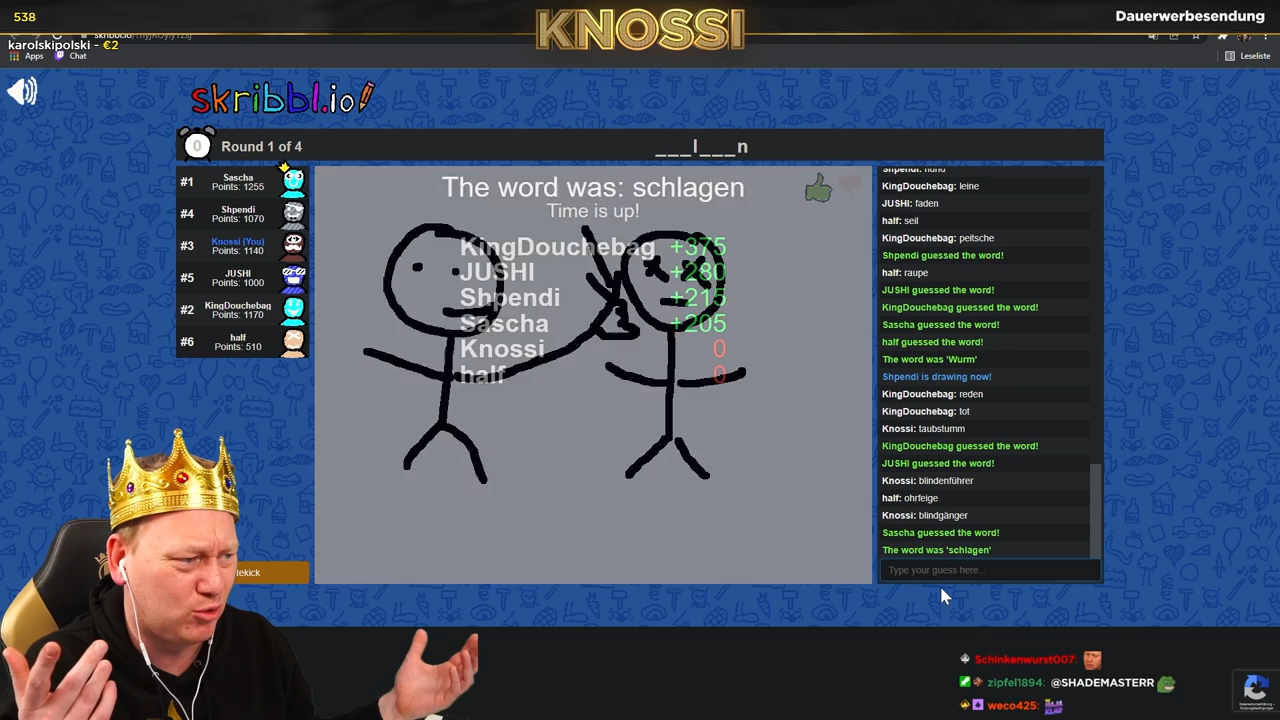 538
KNOSSI
Dauerwerbesendung
karolskipolski - €2
Apps
Chat
Leseliste
skribbl.io
0
Round 1 of 4
___l___n
#1 Sascha
Points: 1255
#4 Shpendi
Points: 1070
#3 Knossi (You)
Points: 1140
#5 JUSHI
Points: 1000
#2 KingDouchebag
Points: 1170
#6 half
Points: 510
The word was: schlagen
Time is up!
KingDouchebag +375
JUSHI +280
Shpendi +215
Sascha +205
Knossi 0
half 0
Shpendi: hund
KingDouchebag: leine
JUSHI: faden
half: seil
KingDouchebag: peitsche
Shpendi guessed the word!
half: raupe
JUSHI guessed the word!
KingDouchebag guessed the word!
Sascha guessed the word!
half guessed the word!
The word was 'Wurm'
Shpendi is drawing now!
KingDouchebag: reden
KingDouchebag: tot
Knossi: taubstumm
KingDouchebag guessed the word!
JUSHI guessed the word!
Knossi: blindenführer
half: ohrfeige
Knossi: blindgänger
Sascha guessed the word!
The word was 'schlagen'
Type your guess here...
Schinkenwurst007:
zipfel1894: @SHADEMASTERR
weco425: